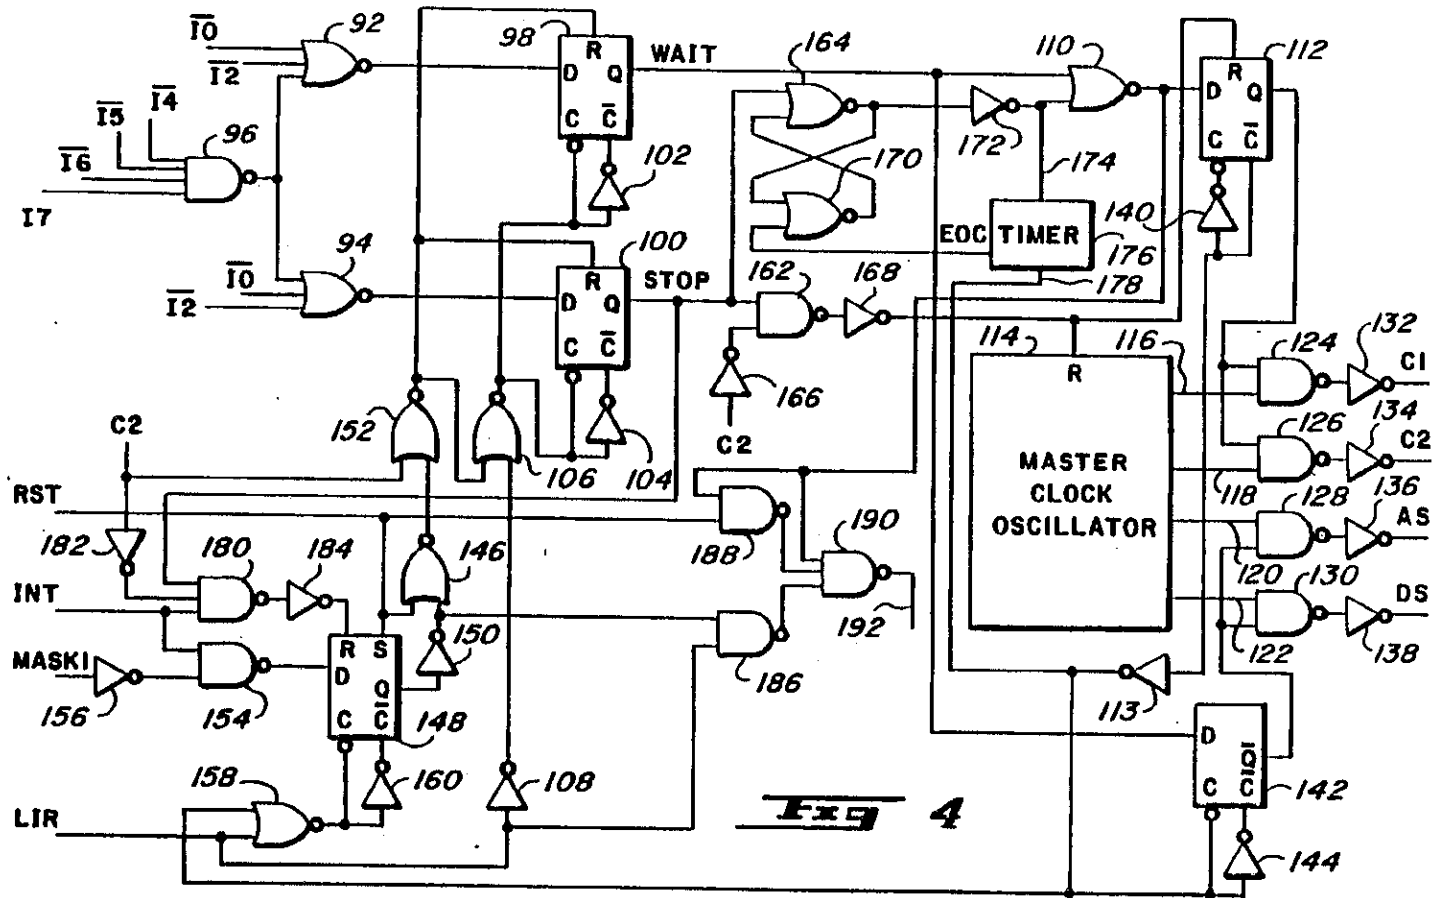 I0 92 98 R WAIT 164 110 R 112
I2 D Q D Q
I5 I4 96 C C 172 C C
I6 102 170 174 140
I7 100 EOC TIMER 176
94 R STOP 162 168 178
I0 D Q
I2 C C 114 R 116 124 132 C1
152 166 126 134 C2
C2 106 104 C2 MASTER CLOCK OSCILLATOR 118 128 136
RST 190 AS
182 180 184 146 188 120 130
INT 192 DS
R S 150 122 138
MASK1 D Q 186
156 154 C C 148 113 D Q
158 160 108 C C 142
LIR Fig 4
144